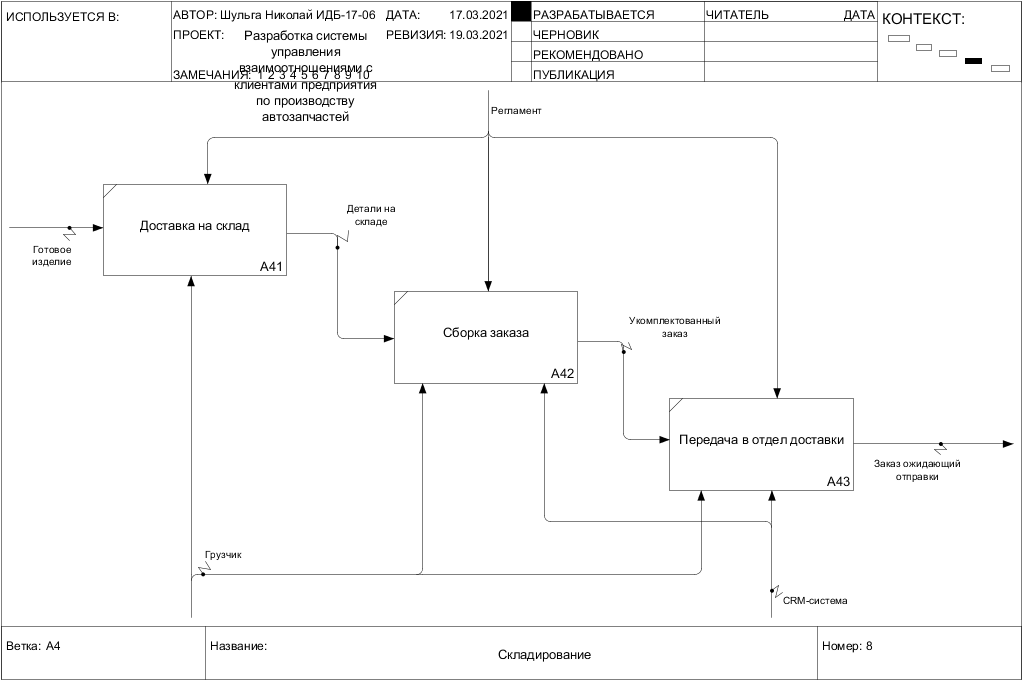 ИСПОЛЬЗУЕТСЯ В:
АВТОР: Шульга Николай ИДБ-17-06
ДАТА: 17.03.2021
ПРОЕКТ:
Разработка системы
управления
взаимоотношениями с
клиентами предприятия
по производству
автозапчастей
РЕВИЗИЯ: 19.03.2021
ЗАМЕЧАНИЯ: 1 2 3 4 5 6 7 8 9 10
РАЗРАБАТЫВАЕТСЯ
ЧЕРНОВИК
РЕКОМЕНДОВАНО
ПУБЛИКАЦИЯ
ЧИТАТЕЛЬ
ДАТА
КОНТЕКСТ:
Регламент
Доставка на склад
A41
Готовое
изделие
Детали на
складе
Сборка заказа
A42
Укомплектованный
заказ
Передача в отдел доставки
A43
Заказ ожидающий
отправки
Грузчик
CRM-система
Ветка: A4
Название:
Складирование
Номер: 8